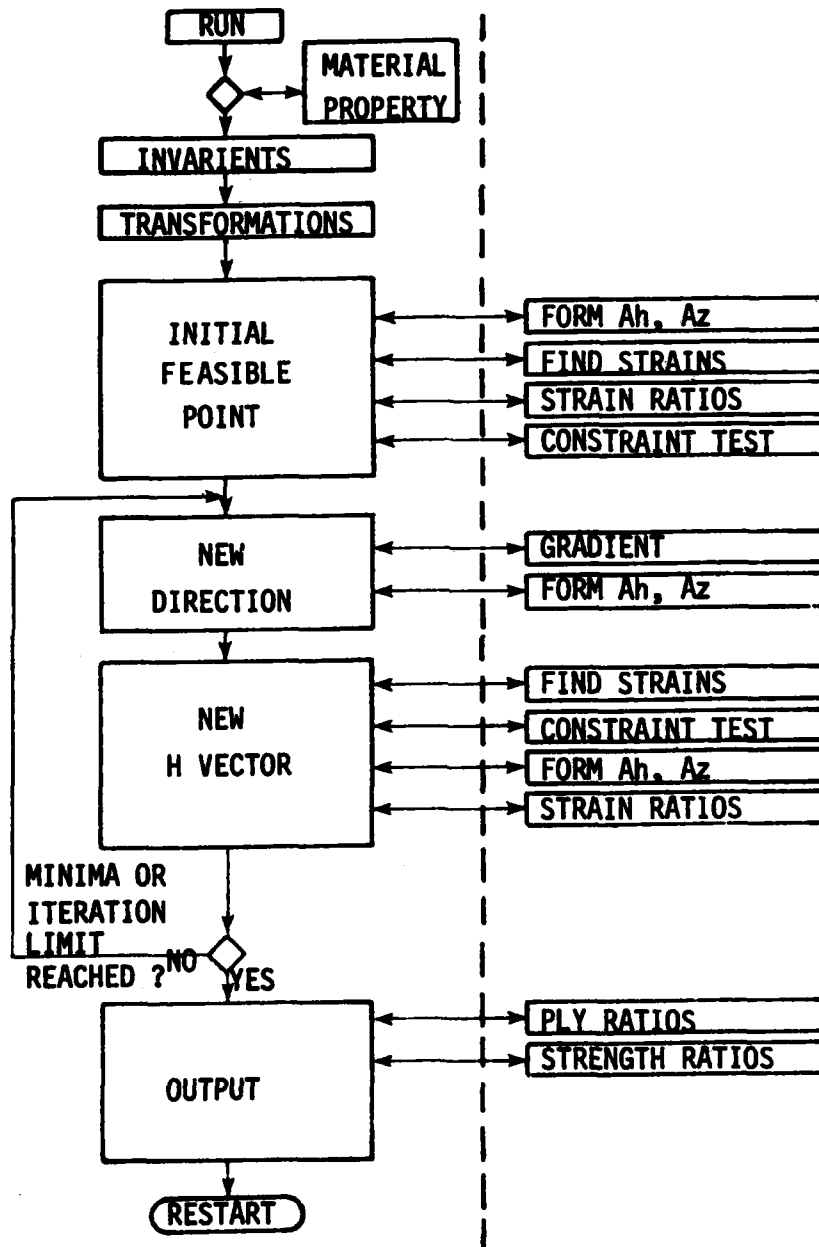 RUN
MATERIAL
PROPERTY
INVARIENTS
TRANSFORMATIONS
INITIAL
FEASIBLE
POINT
FORM Ah, Az
FIND STRAINS
STRAIN RATIOS
CONSTRAINT TEST
NEW
DIRECTION
GRADIENT
FORM Ah, Az
NEW
H VECTOR
FIND STRAINS
CONSTRAINT TEST
FORM Ah, Az
STRAIN RATIOS
MINIMA OR
ITERATION
LIMIT
REACHED ?
NO
YES
OUTPUT
PLY RATIOS
STRENGTH RATIOS
RESTART